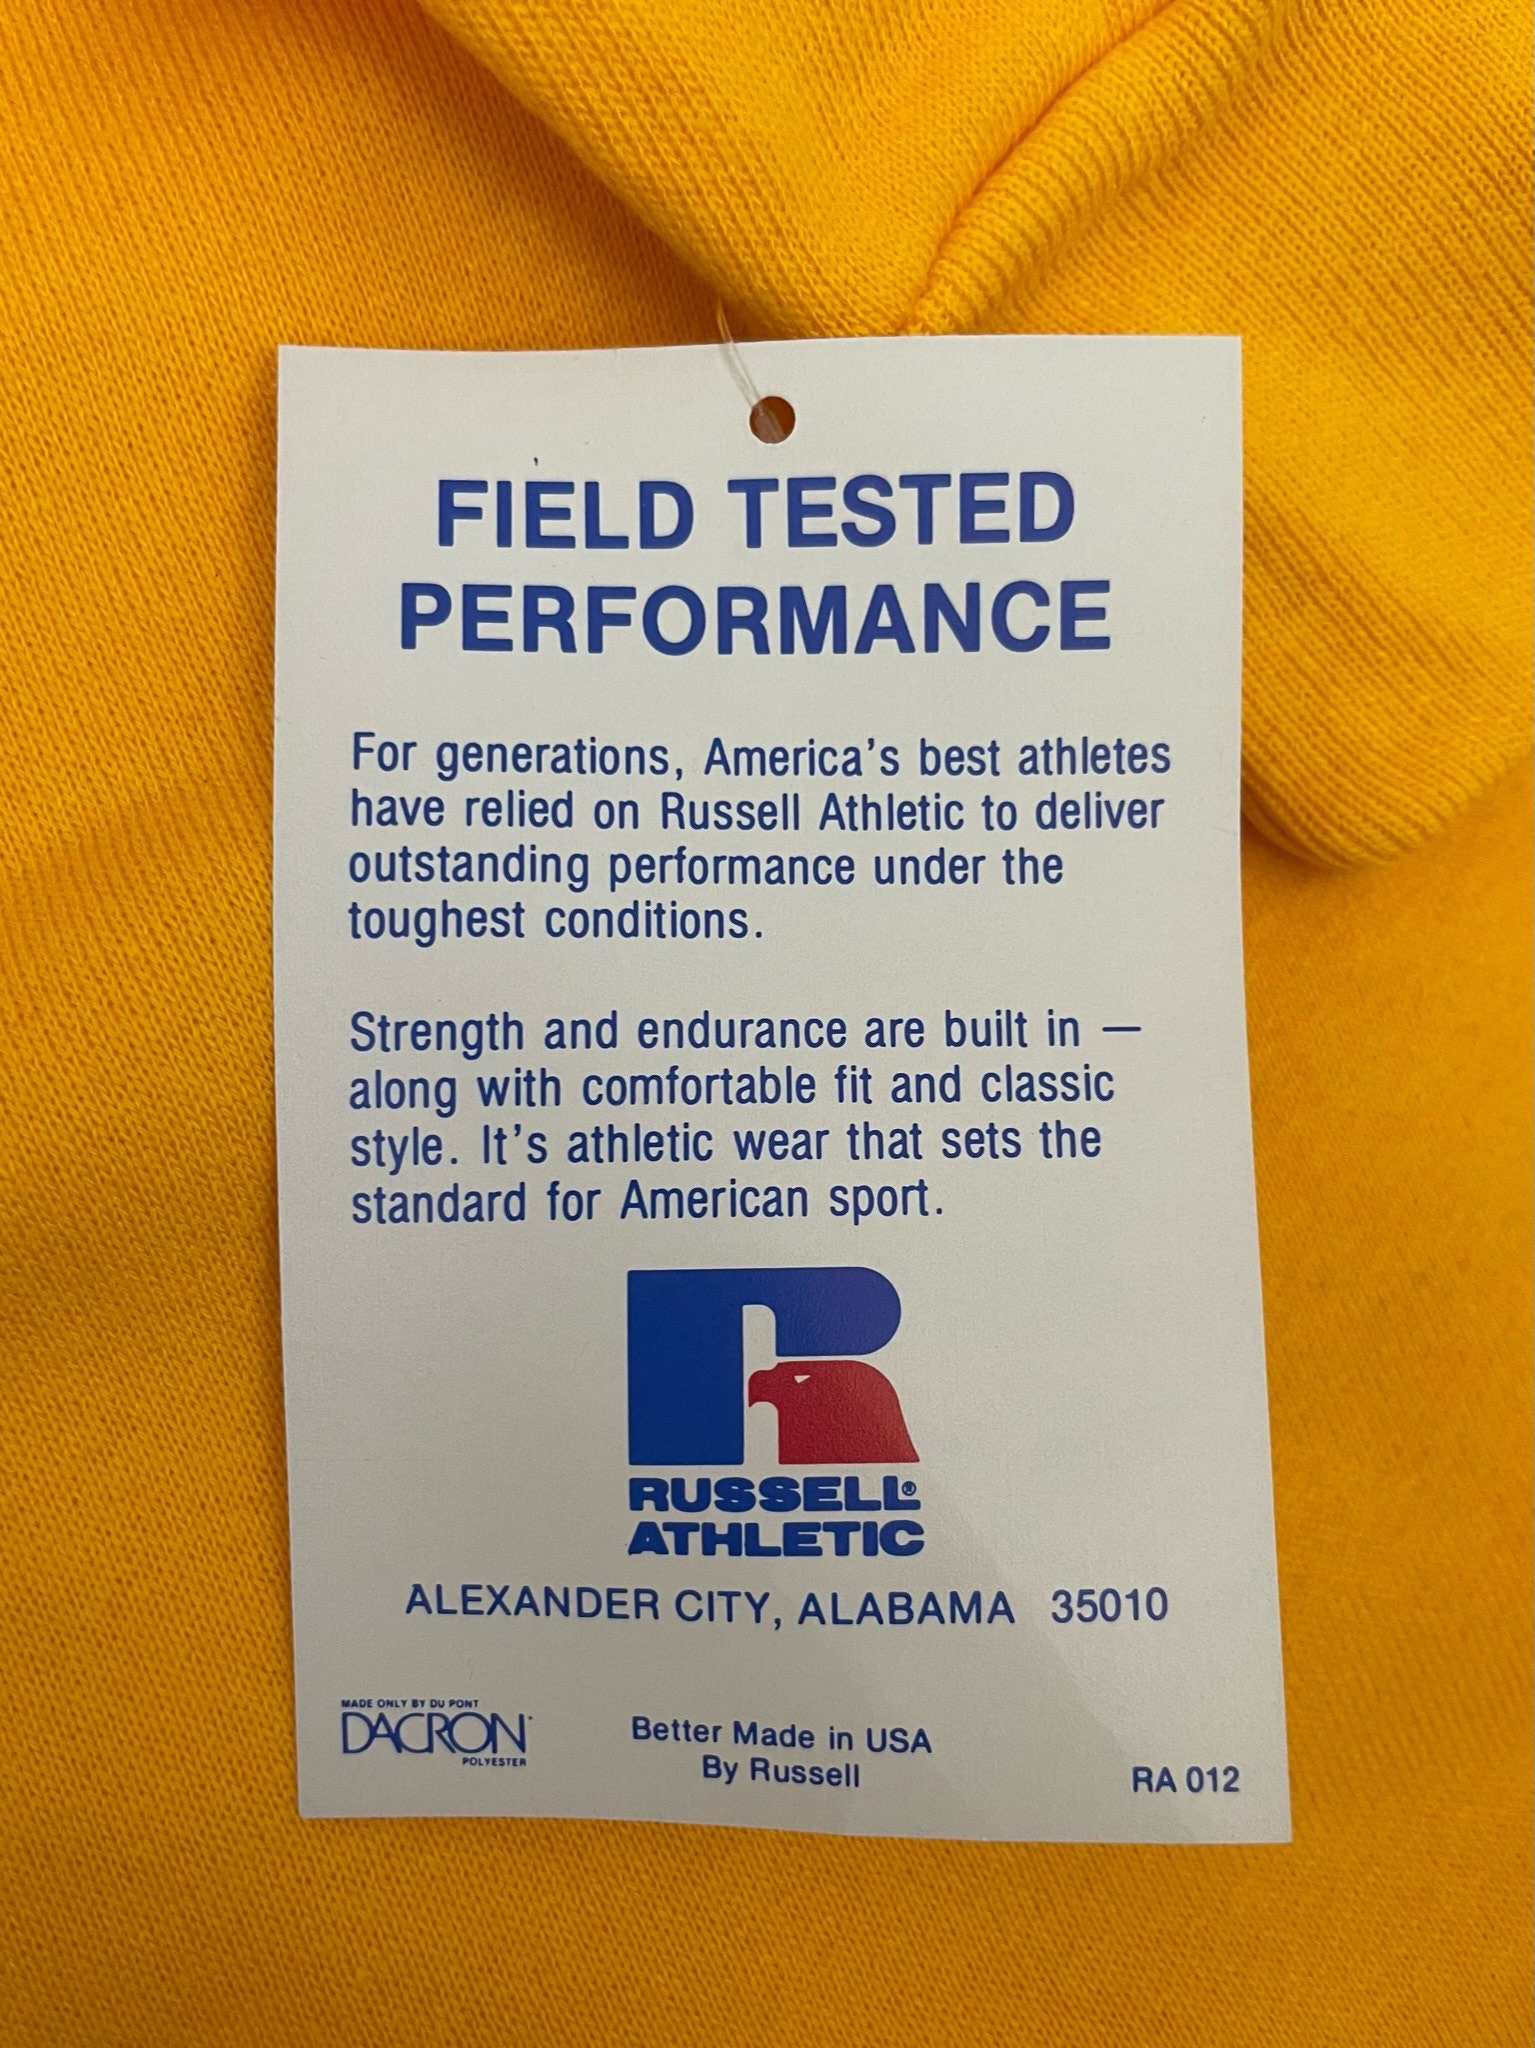 FIELD TESTED
PERFORMANCE
For generations, America's best athletes
have relied on Russell Athletic to deliver
outstanding performance under the
toughest conditions.
Strength and endurance are built in —
along with comfortable fit and classic
style. It's athletic wear that sets the
standard for American sport.
RUSSELL®
ATHLETIC
ALEXANDER CITY, ALABAMA 35010
MADE ONLY BY DU PONT
DACRON
POLYESTER
Better Made in USA
By Russell
RA 012